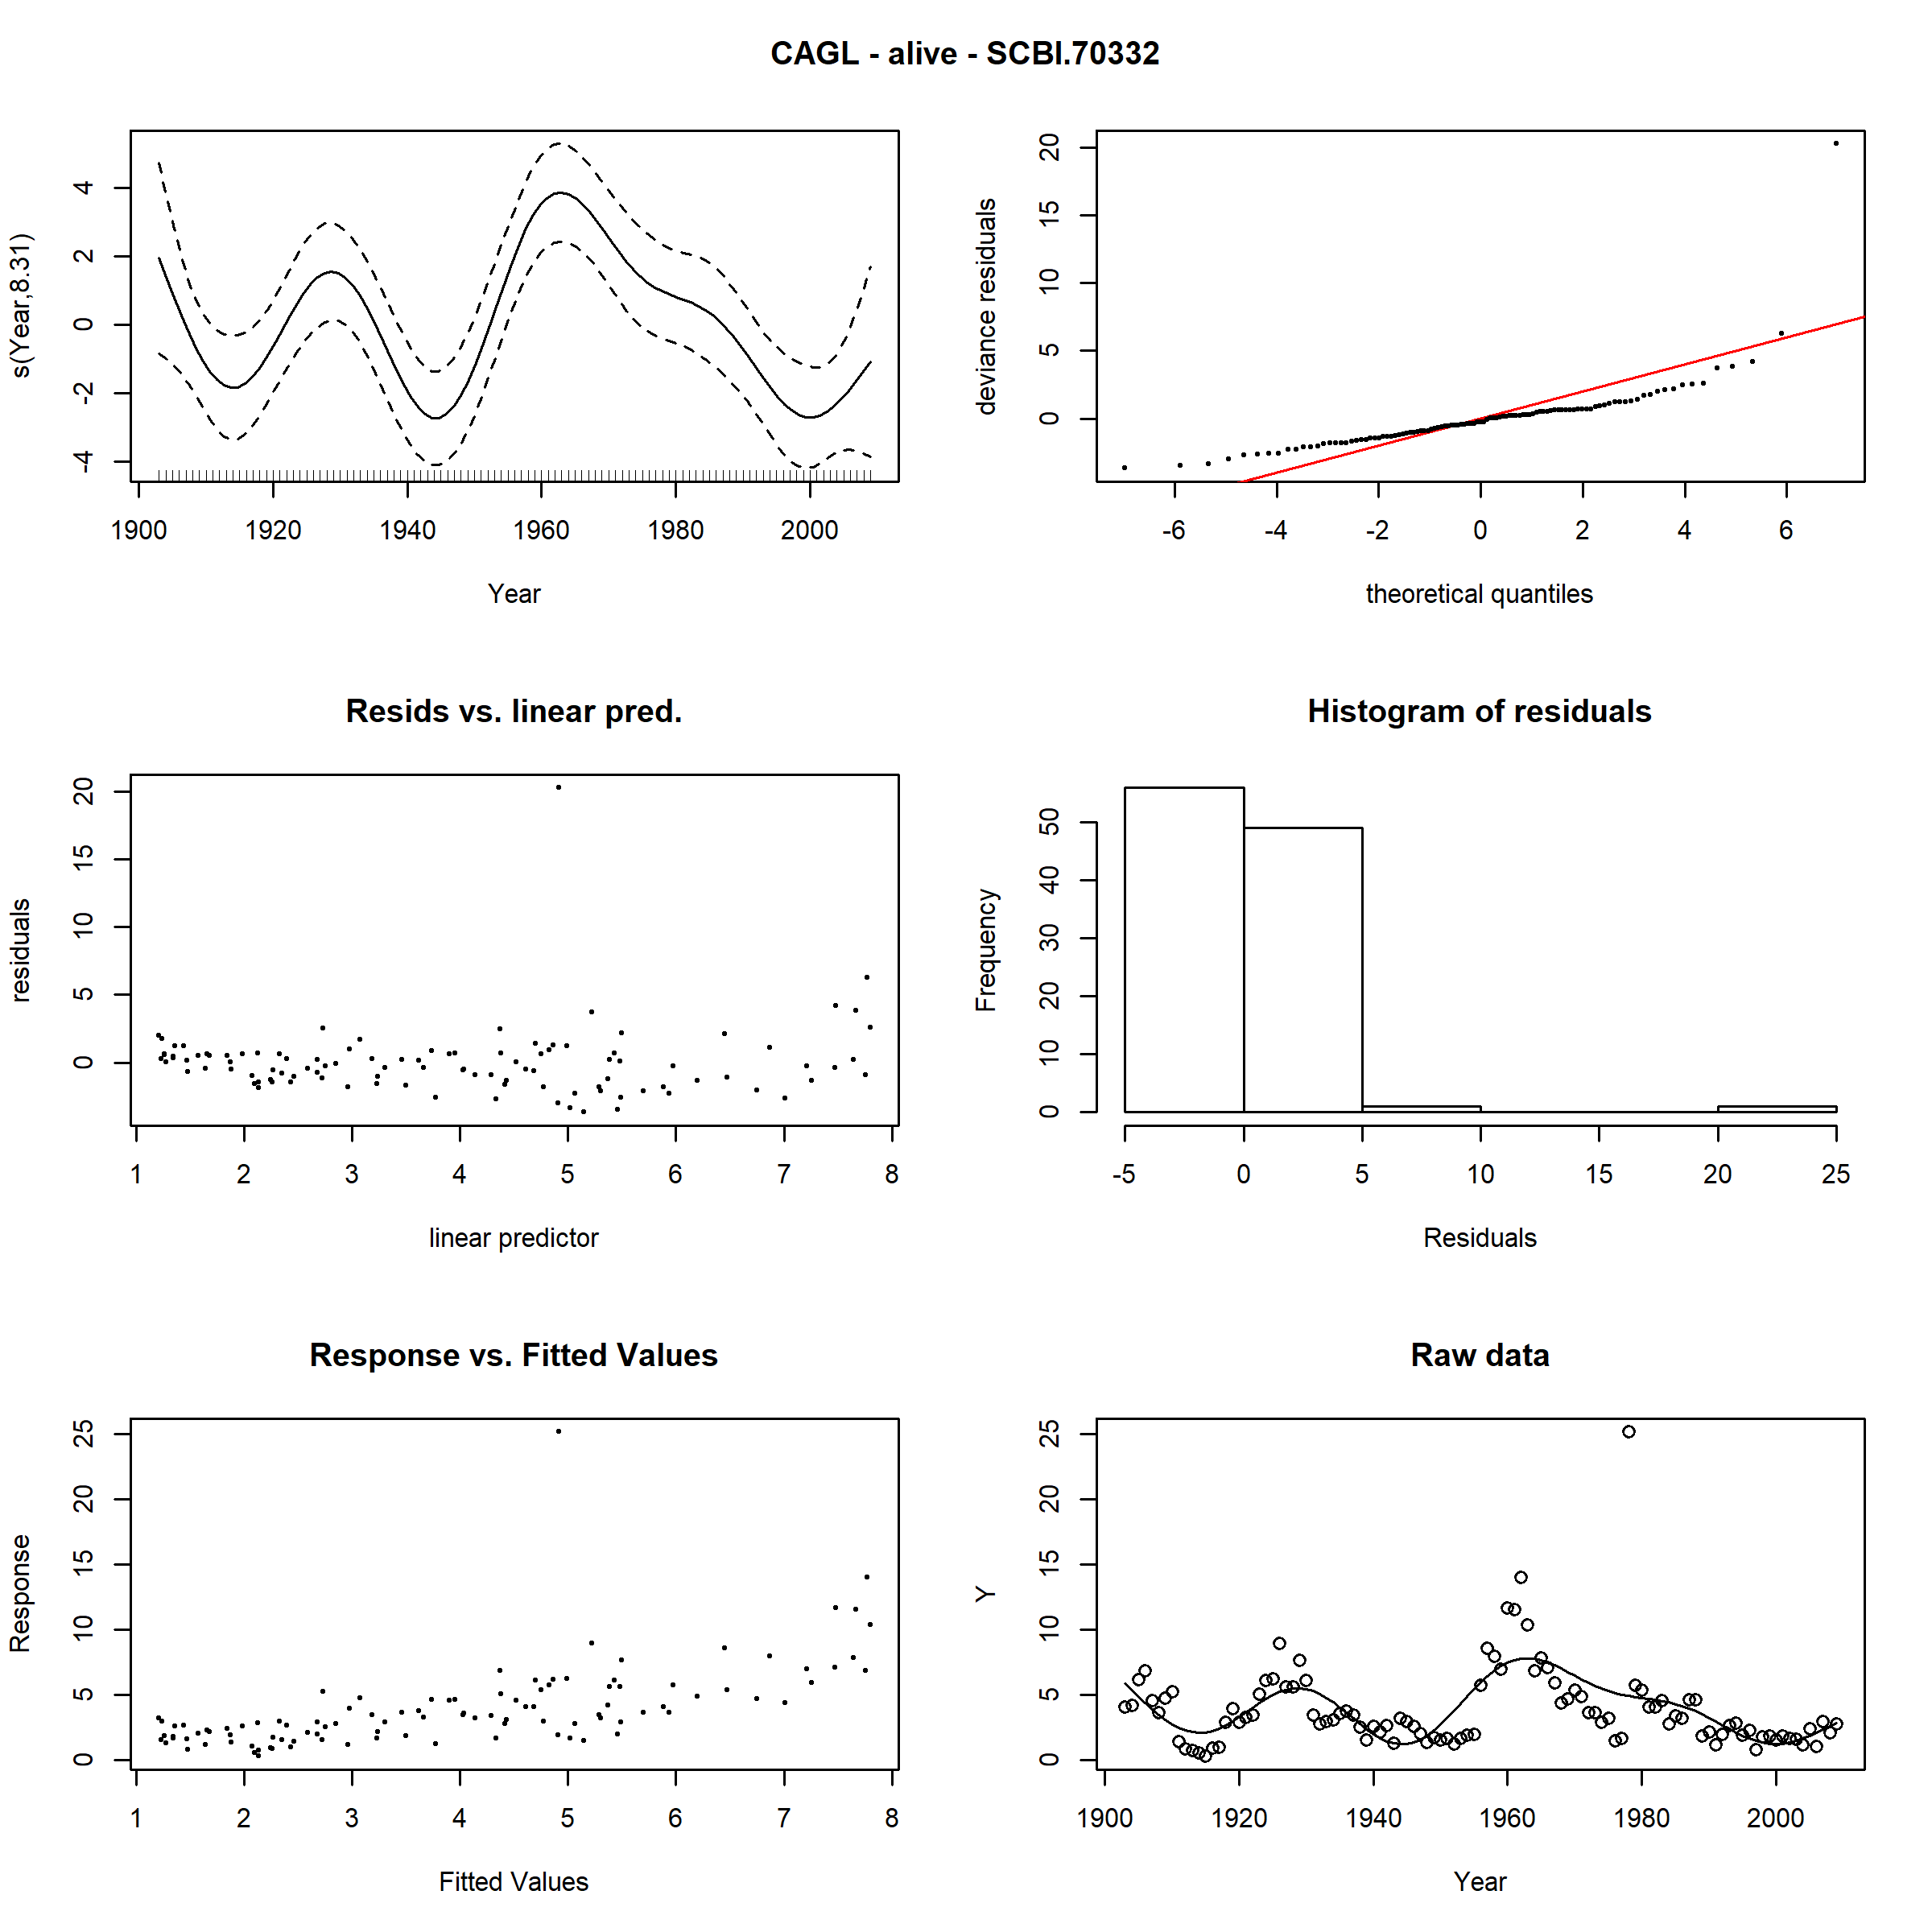 CAGL - alive - SCBI.70332
s(Year,8.31)
-4 -2 0 2 4
1900 1920 1940 1960 1980 2000
Year
deviance residuals
0 5 10 15 20
-6 -4 -2 0 2 4 6
theoretical quantiles
Resids vs. linear pred.
residuals
0 5 10 15 20
1 2 3 4 5 6 7 8
linear predictor
Histogram of residuals
Frequency
0 10 20 30 40 50
-5 0 5 10 15 20 25
Residuals
Response vs. Fitted Values
Response
0 5 10 15 20 25
1 2 3 4 5 6 7 8
Fitted Values
Raw data
Y
0 5 10 15 20 25
1900 1920 1940 1960 1980 2000
Year